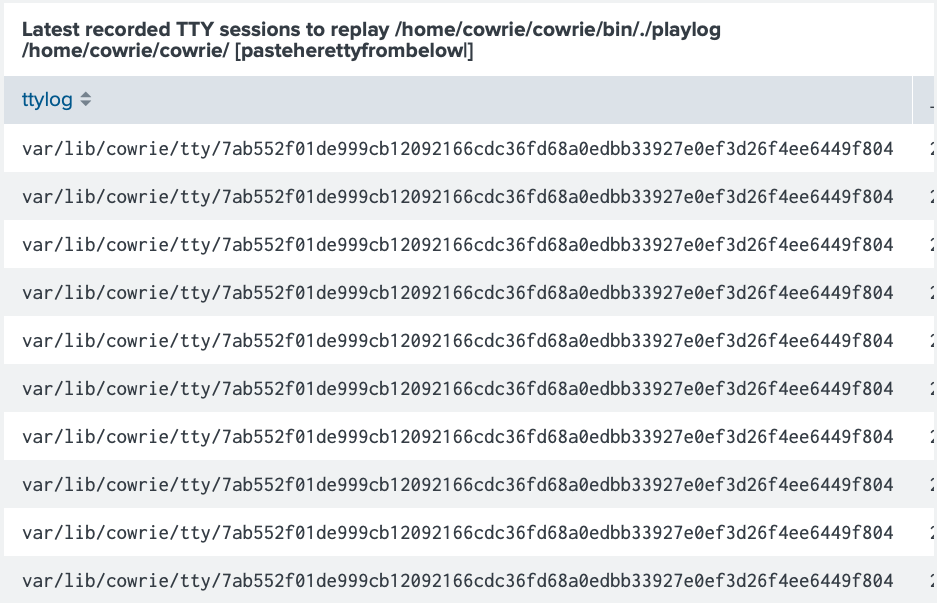 Latest recorded TTY sessions to replay /home/cowrie/cowrie/bin/./playlog
/home/cowrie/cowrie/ [pasteherettyfrombelow|]
ttylog
var/lib/cowrie/tty/7ab552f01de999cb12092166cdc36fd68a0edbb33927e0ef3d26f4ee6449f804
var/lib/cowrie/tty/7ab552f01de999cb12092166cdc36fd68a0edbb33927e0ef3d26f4ee6449f804
var/lib/cowrie/tty/7ab552f01de999cb12092166cdc36fd68a0edbb33927e0ef3d26f4ee6449f804
var/lib/cowrie/tty/7ab552f01de999cb12092166cdc36fd68a0edbb33927e0ef3d26f4ee6449f804
var/lib/cowrie/tty/7ab552f01de999cb12092166cdc36fd68a0edbb33927e0ef3d26f4ee6449f804
var/lib/cowrie/tty/7ab552f01de999cb12092166cdc36fd68a0edbb33927e0ef3d26f4ee6449f804
var/lib/cowrie/tty/7ab552f01de999cb12092166cdc36fd68a0edbb33927e0ef3d26f4ee6449f804
var/lib/cowrie/tty/7ab552f01de999cb12092166cdc36fd68a0edbb33927e0ef3d26f4ee6449f804
var/lib/cowrie/tty/7ab552f01de999cb12092166cdc36fd68a0edbb33927e0ef3d26f4ee6449f804
var/lib/cowrie/tty/7ab552f01de999cb12092166cdc36fd68a0edbb33927e0ef3d26f4ee6449f804